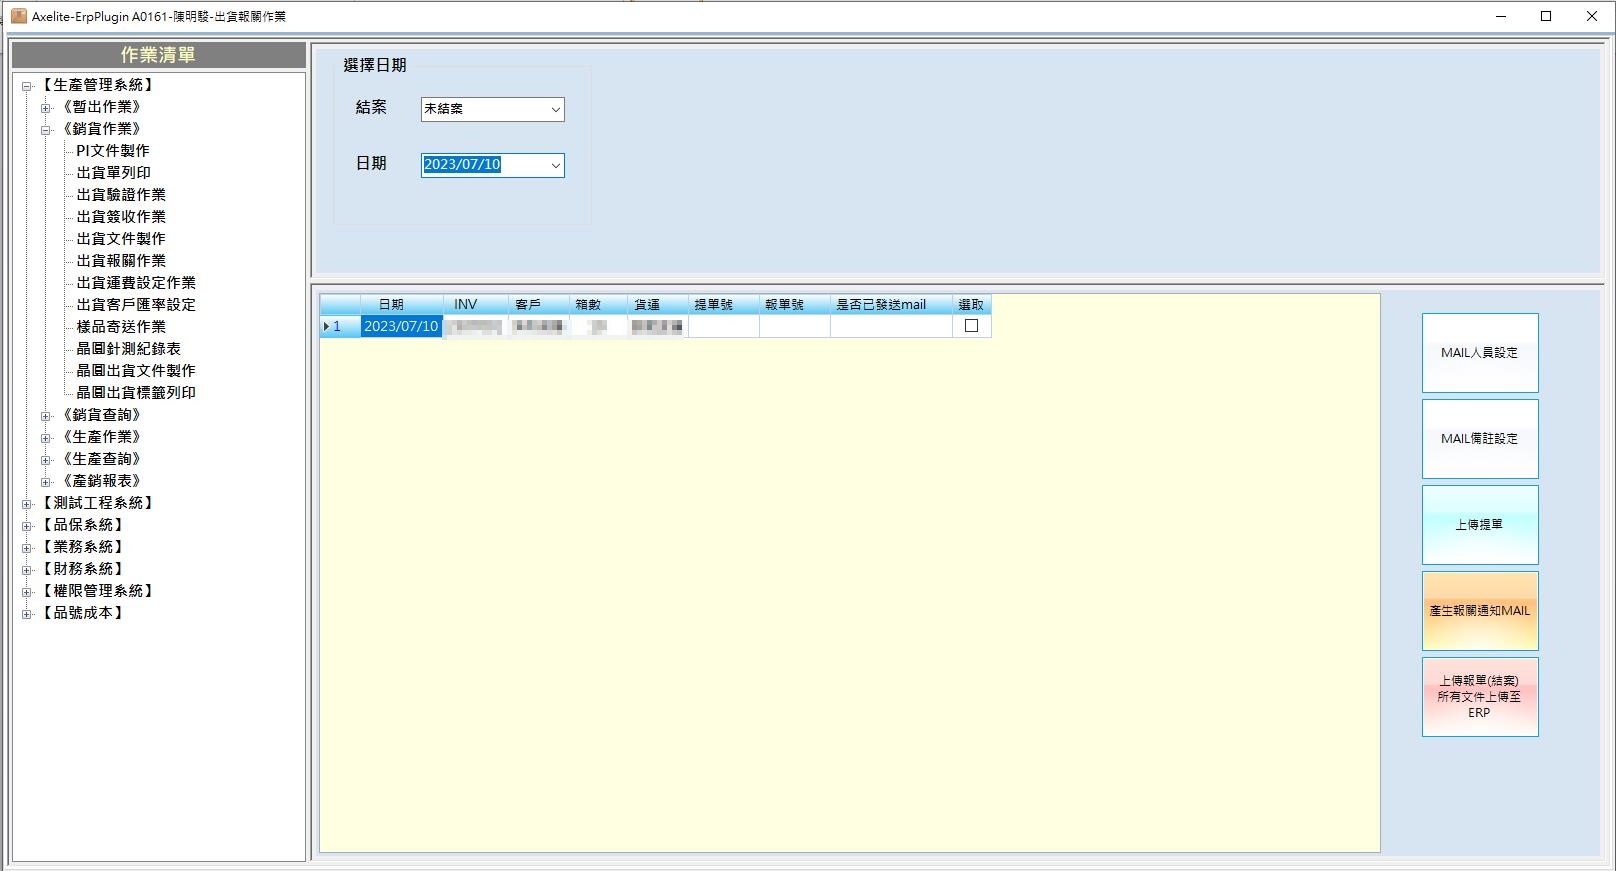 Axelite-ErpPlugin A0161-陳明駿-出貨報關作業
作業清單
【生產管理系統】
《暫出作業》
《銷貨作業》
PI文件製作
出貨單列印
出貨驗證作業
出貨簽收作業
出貨文件製作
出貨報關作業
出貨運費設定作業
出貨客戶匯率設定
樣品寄送作業
晶圓針測紀錄表
晶圓出貨文件製作
晶圓出貨標籤列印
《銷貨查詢》
《生產作業》
《生產查詢》
《產銷報表》
【測試工程系統】
【品保系統】
【業務系統】
【財務系統】
【權限管理系統】
【品號成本】
選擇日期
結案 未結案
日期 2023/07/10
日期 INV 客戶 箱數 貨運 提單號 報單號 是否已發送mail 選取
1 2023/07/10
MAIL人員設定
MAIL備註設定
上傳提單
產生報關通知MAIL
上傳報單(結案)
所有文件上傳至
ERP